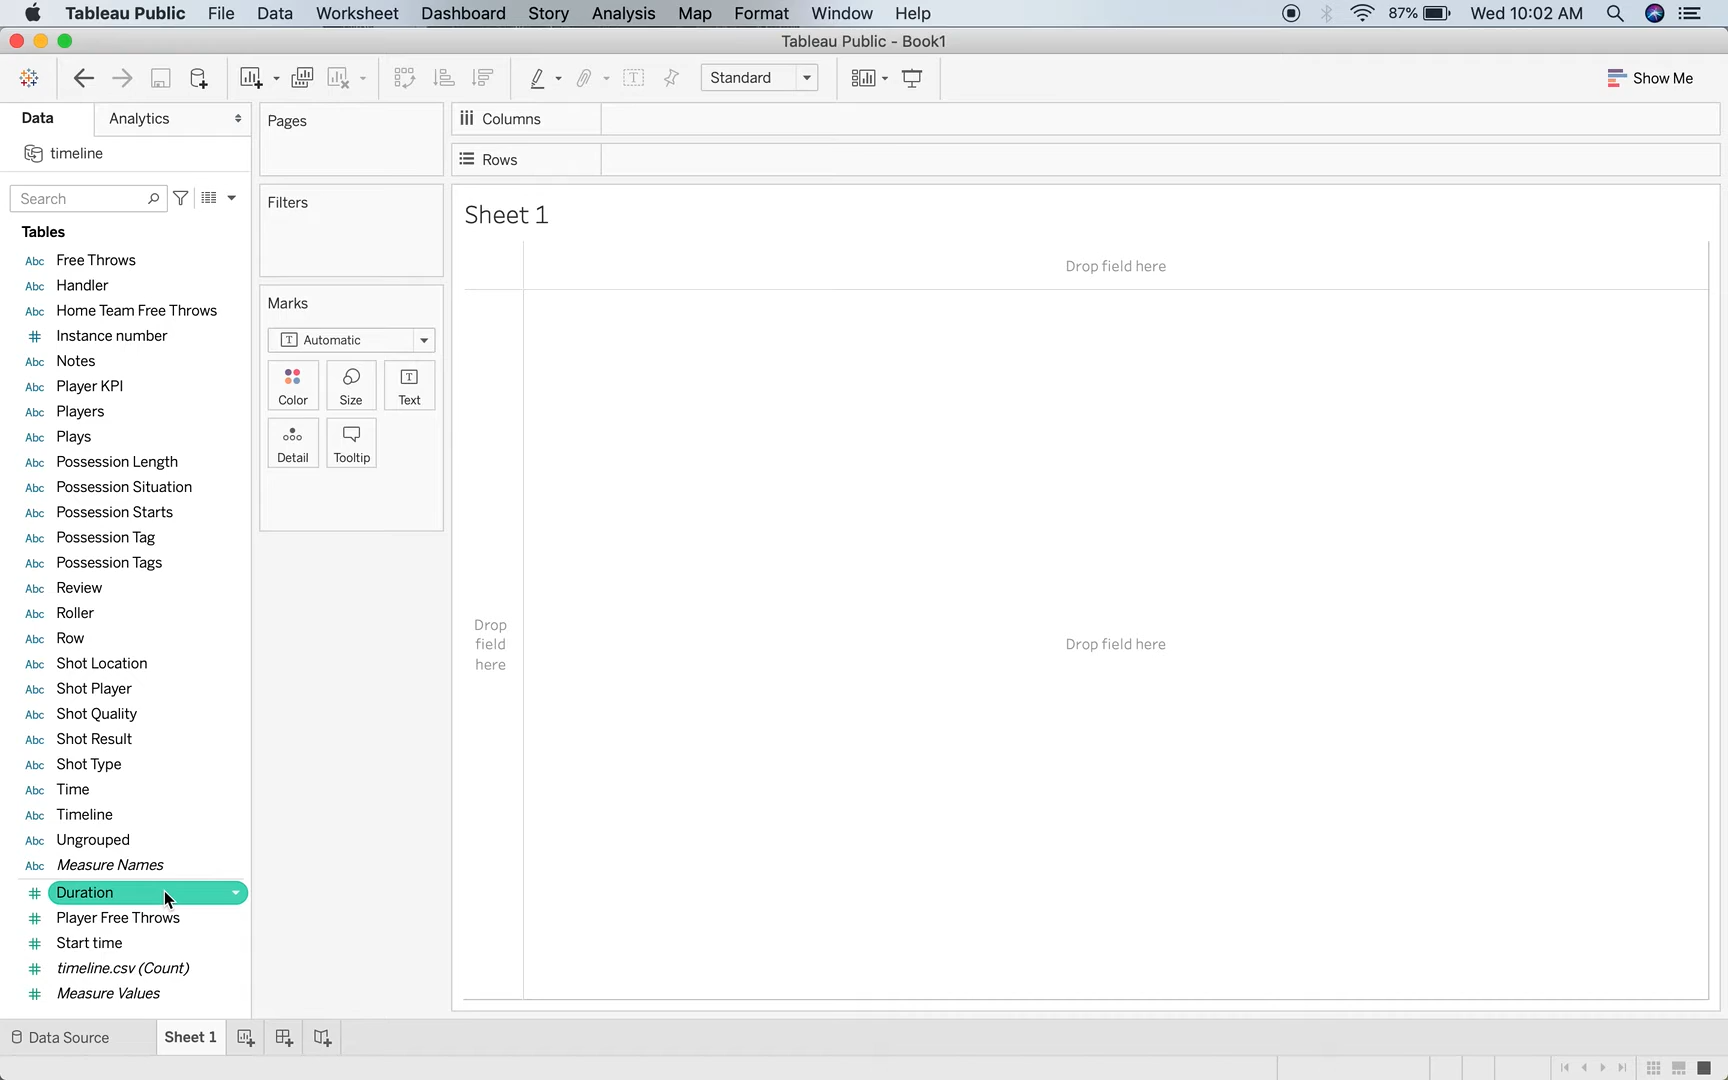 Tableau Public File Data Worksheet Dashboard Story Analysis Map Format Window Help 87% Wed 10:02 AM
Tableau Public - Book1
Standard
Show Me
Data Analytics
timeline
Search
Tables
Abc Free Throws
Abc Handler
Abc Home Team Free Throws
# Instance number
Abc Notes
Abc Player KPI
Abc Players
Abc Plays
Abc Possession Length
Abc Possession Situation
Abc Possession Starts
Abc Possession Tag
Abc Possession Tags
Abc Review
Abc Roller
Abc Row
Abc Shot Location
Abc Shot Player
Abc Shot Quality
Abc Shot Result
Abc Shot Type
Abc Time
Abc Timeline
Abc Ungrouped
Abc Measure Names
# Duration
# Player Free Throws
# Start time
# timeline.csv (Count)
# Measure Values
Pages
Filters
Marks
T Automatic
Color Size T Text
Detail Tooltip
Columns
Rows
Sheet 1
Drop field here
Drop
field
here
Drop field here
Data Source Sheet 1